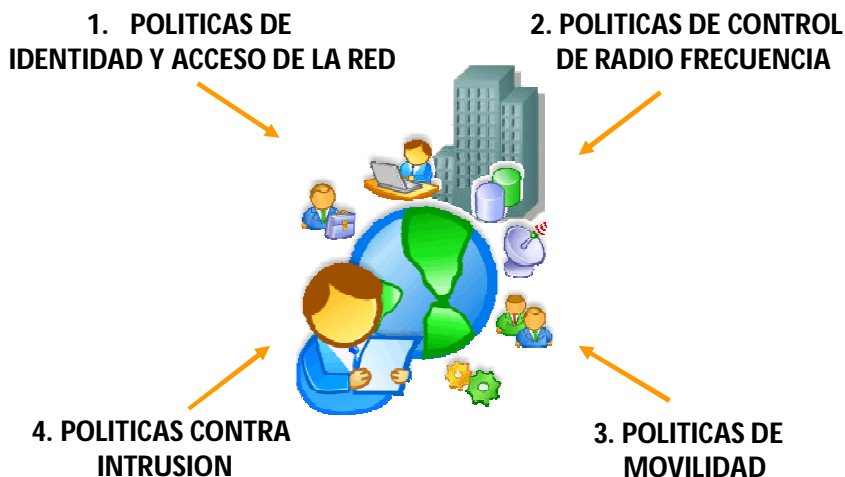 1. POLITICAS DE
IDENTIDAD Y ACCESO DE LA RED
2. POLITICAS DE CONTROL
DE RADIO FRECUENCIA
4. POLITICAS CONTRA
INTRUSION
3. POLITICAS DE
MOVILIDAD